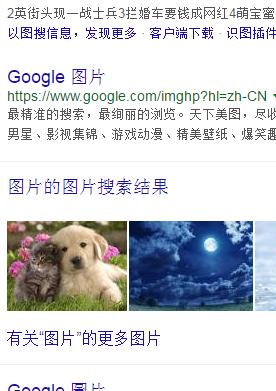 2英街头现一战士兵3拦婚车要钱成网红4萌宝蜜
以图搜信息，发现更多 · 客户端下载 · 识图插件
Google 图片
https://www.google.com/imghp?hl=zh-CN
最精准的搜索，最绚丽的浏览。天下美图，尽收
男星、影视集锦、游戏动漫、精美壁纸、爆笑趣
图片的图片搜索结果
有关“图片”的更多图片
Google 图片